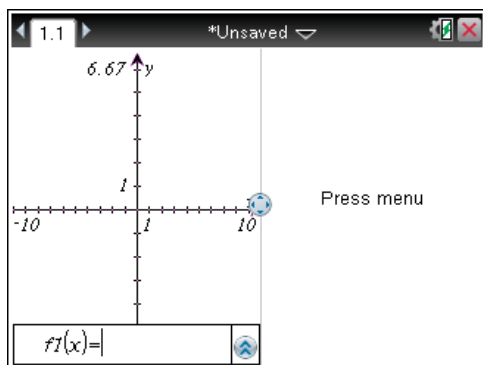 1.1 *Unsaved
6.67 y
1
-10 1 10
Press menu
f1(x)=